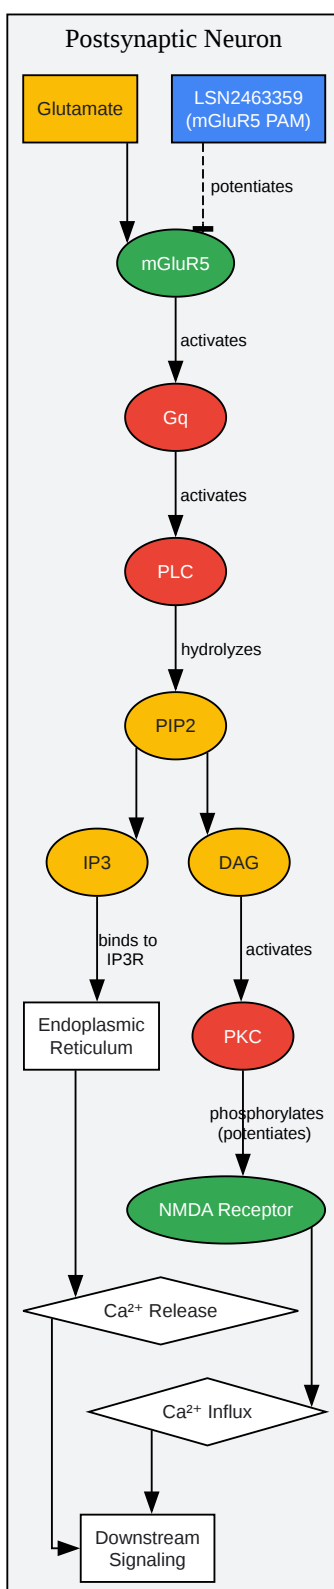 Postsynaptic Neuron
Glutamate
LSN2463359
(mGluR5 PAM)
potentiates
mGluR5
activates
Gq
activates
PLC
hydrolyzes
PIP2
IP3
DAG
binds to
IP3R
activates
Endoplasmic
Reticulum
PKC
phosphorylates
(potentiates)
NMDA Receptor
Ca²⁺ Release
Ca²⁺ Influx
Downstream
Signaling